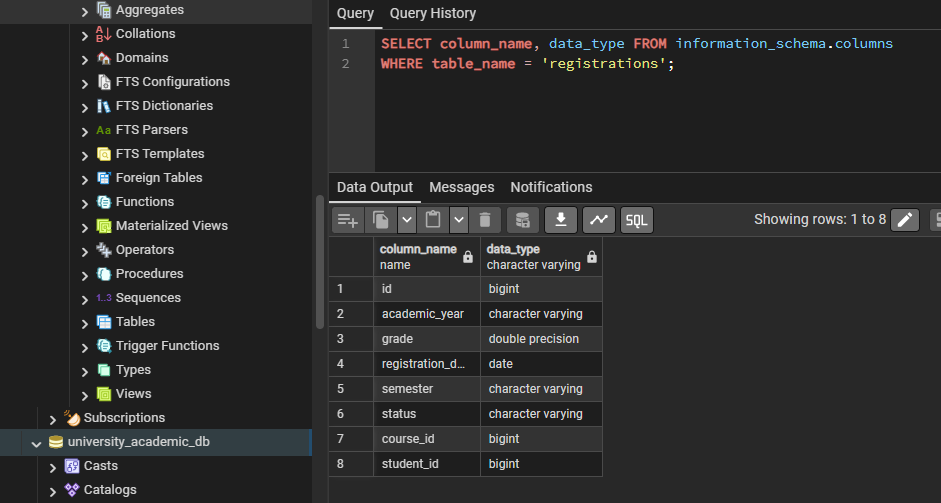 Aggregates
Collations
Domains
FTS Configurations
FTS Dictionaries
Aa FTS Parsers
FTS Templates
Foreign Tables
Functions
Materialized Views
Operators
Procedures
1..3 Sequences
Tables
Trigger Functions
Types
Views
Subscriptions
university_academic_db
Casts
Catalogs
Query Query History
1 SELECT column_name, data_type FROM information_schema.columns
2 WHERE table_name = 'registrations';
Data Output Messages Notifications
SQL Showing rows: 1 to 8
column_name data_type
name character varying
1 id bigint
2 academic_year character varying
3 grade double precision
4 registration_d... date
5 semester character varying
6 status character varying
7 course_id bigint
8 student_id bigint